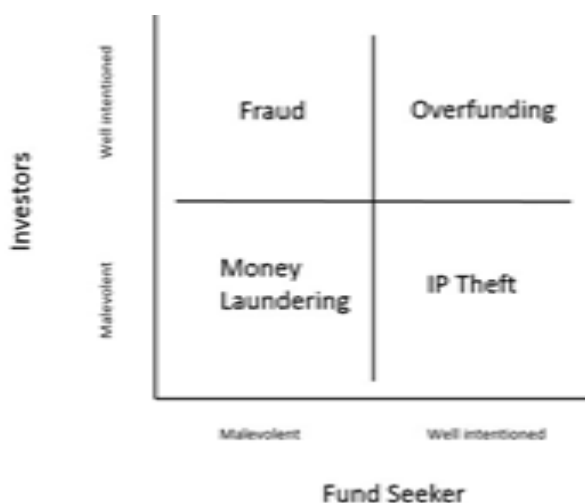 Well intentioned
Fraud
Overfunding
Investors
Malevolent
Money
Laundering
IP Theft
Malevolent
Well intentioned
Fund Seeker